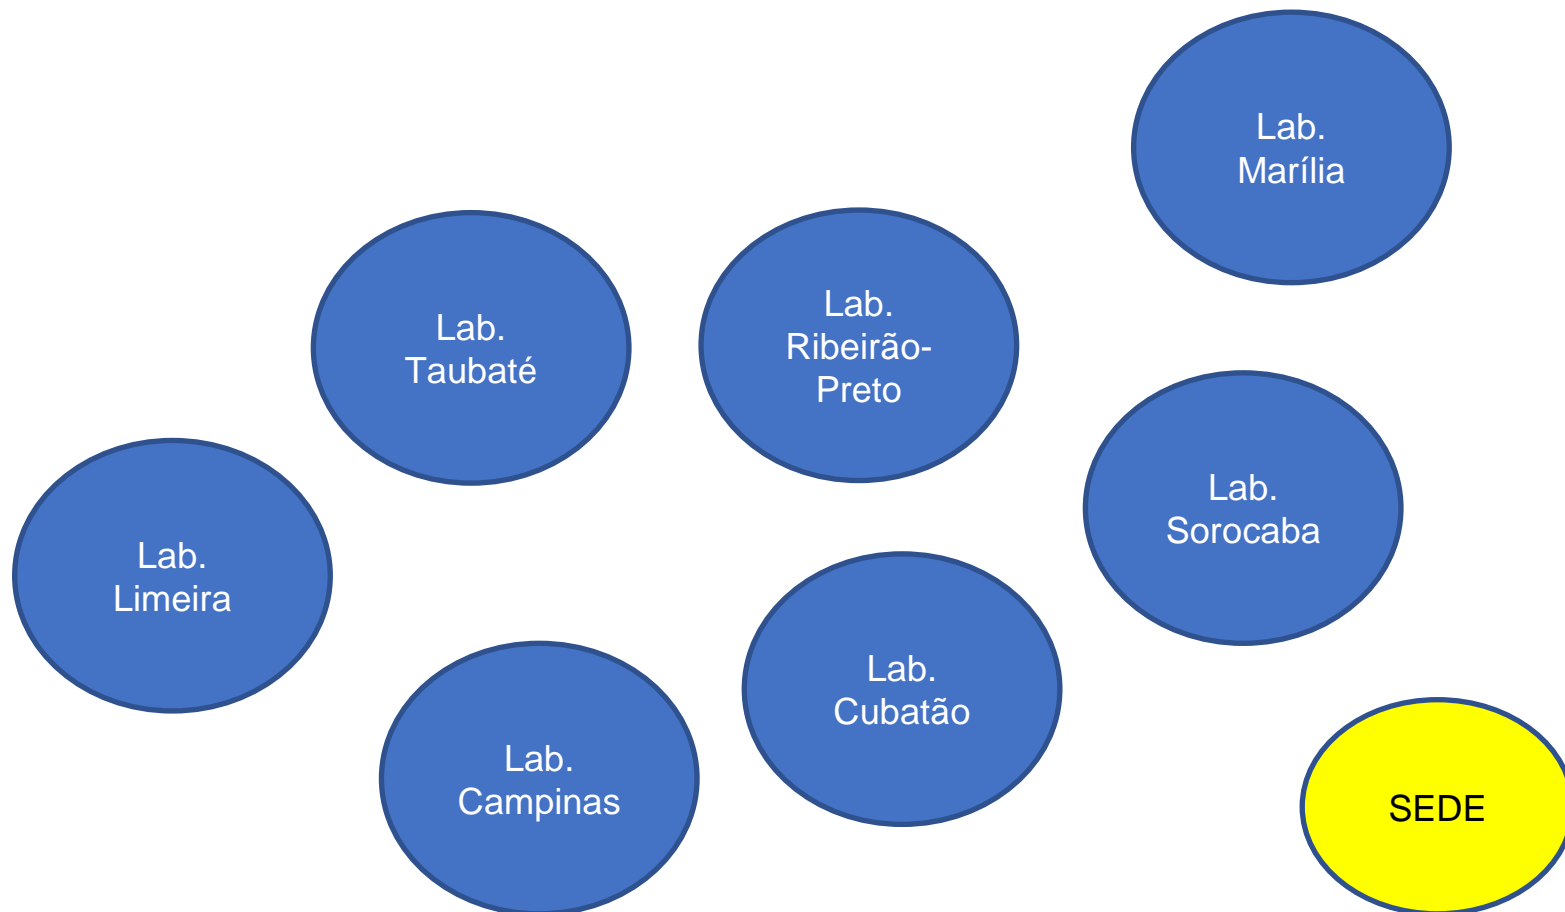 Lab.
Marília
Lab.
Taubaté
Lab.
Ribeirão-
Preto
Lab.
Sorocaba
Lab.
Limeira
Lab.
Cubatão
Lab.
Campinas
SEDE